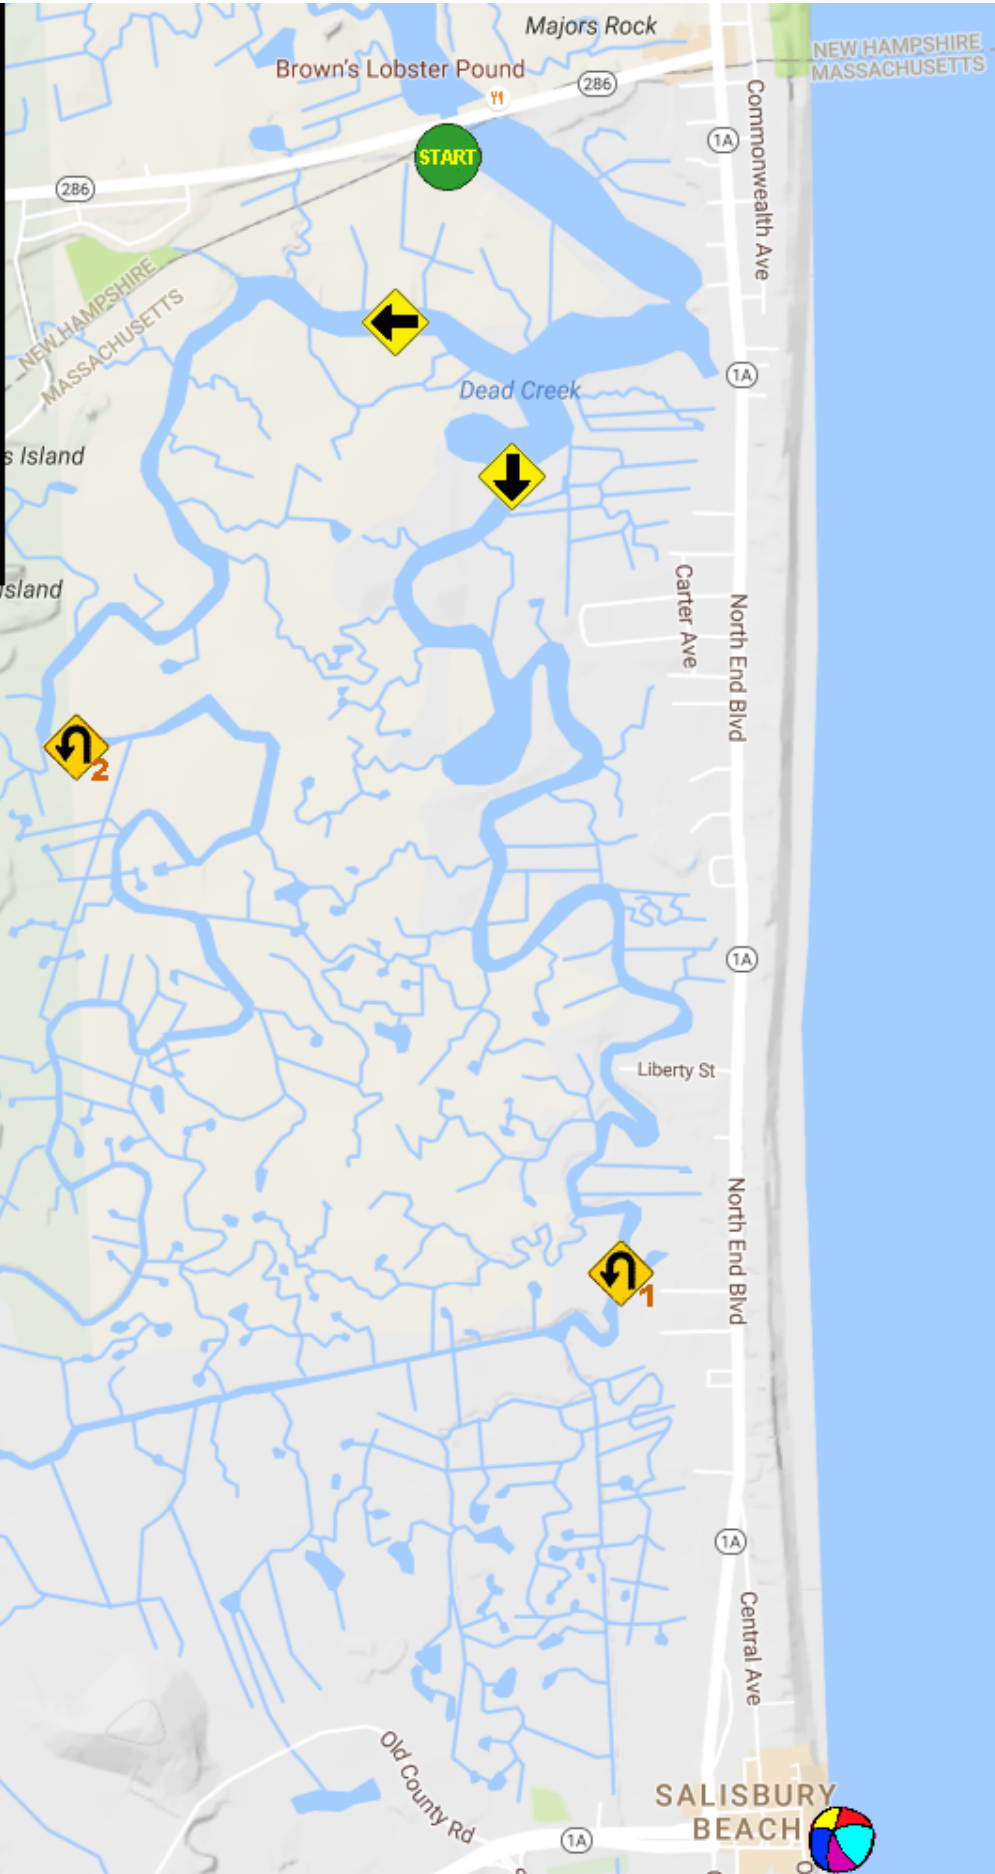 Majors Rock
NEW HAMPSHIRE
MASSACHUSETTS
Brown's Lobster Pound
286
1A
START
Commonwealth Ave
286
NEW HAMPSHIRE
MASSACHUSETTS
1A
Dead Creek
s Island
Carter Ave
sland
North End Blvd
2
1A
Liberty St
North End Blvd
1
1A
Central Ave
Old County Rd
SALISBURY
BEACH
1A